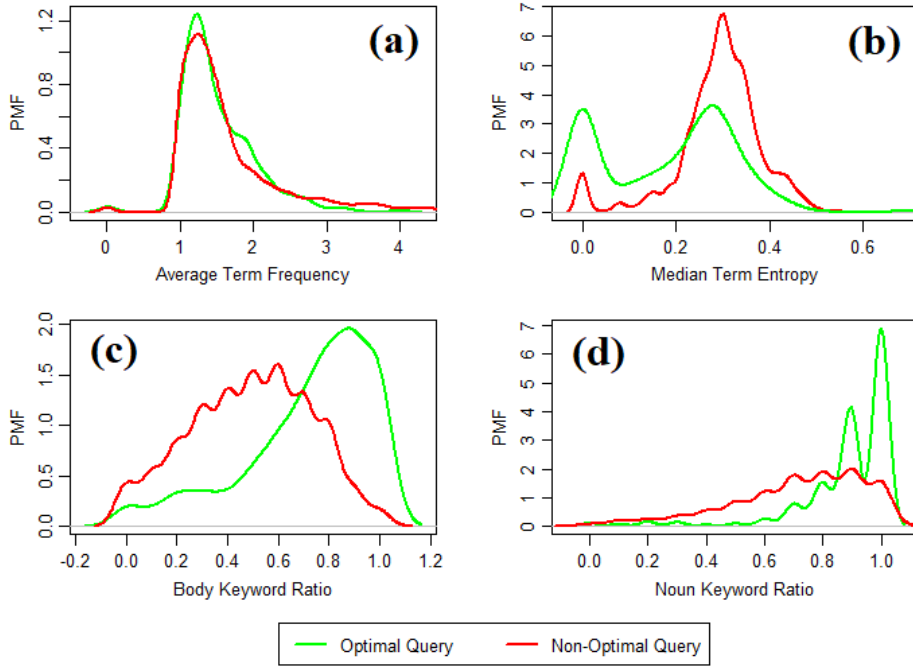 (a)
PMF
0.0 0.4 0.8 1.2
0 1 2 3 4
Average Term Frequency
(b)
PMF
0 1 2 3 4 5 6 7
0.0 0.2 0.4 0.6
Median Term Entropy
(c)
PMF
0.0 0.5 1.0 1.5 2.0
-0.2 0.0 0.2 0.4 0.6 0.8 1.0 1.2
Body Keyword Ratio
(d)
PMF
0 1 2 3 4 5 6 7
0.0 0.2 0.4 0.6 0.8 1.0
Noun Keyword Ratio
Optimal Query Non-Optimal Query